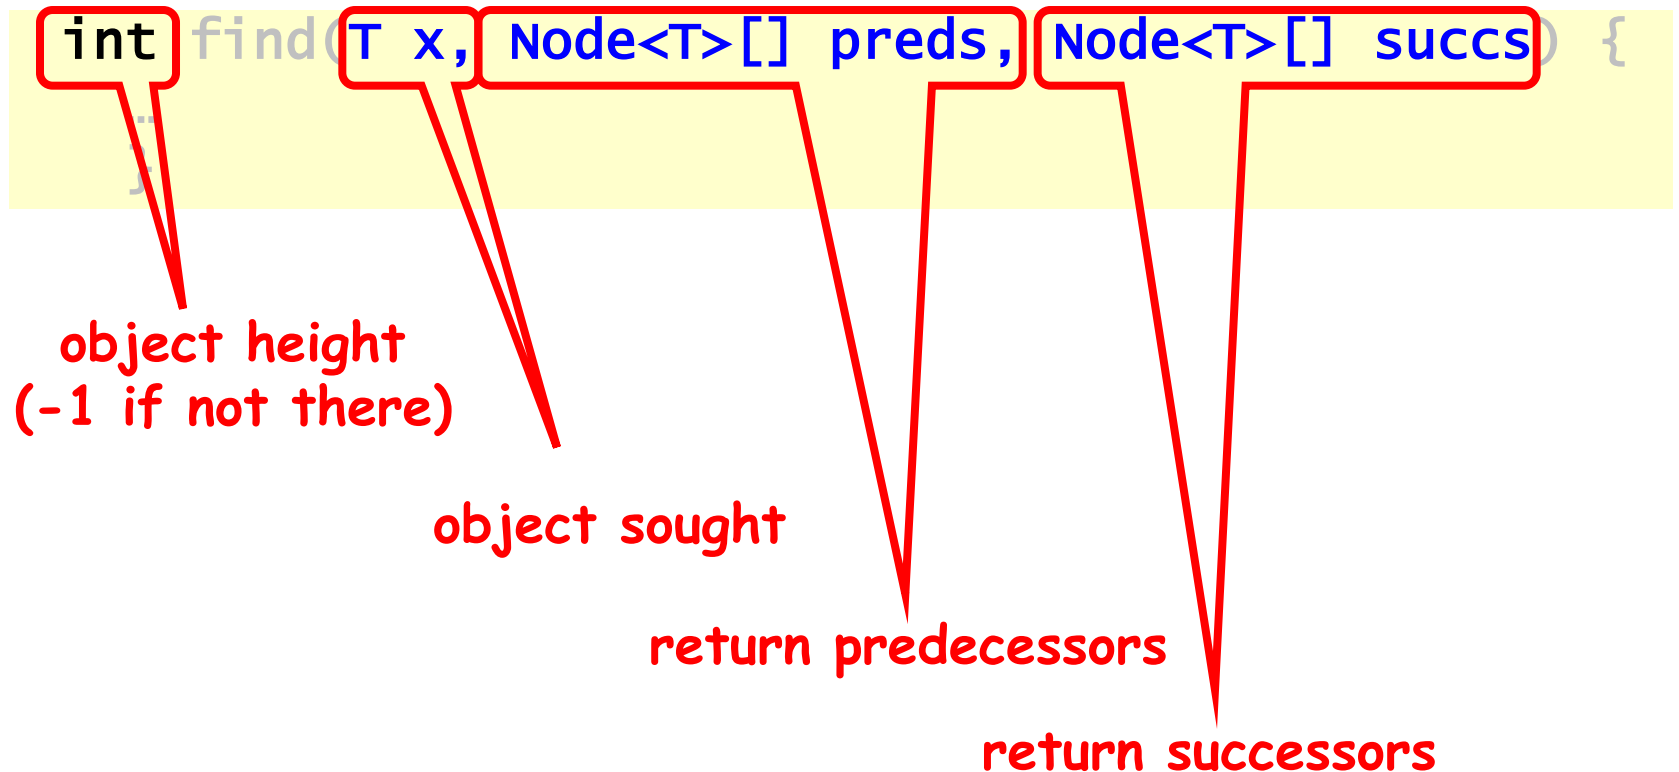 int find(T x, Node<T>[] preds, Node<T>[] succs) {
…
}
object height
(-1 if not there)
object sought
return predecessors
return successors